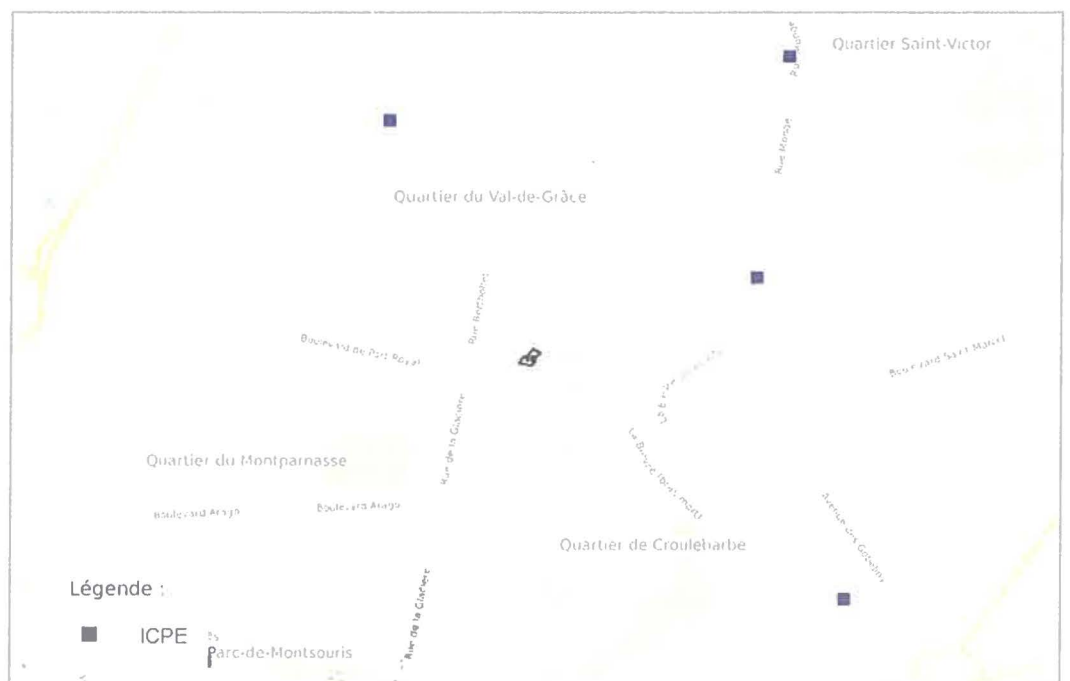 Quartier Saint-Victor
Rue Monge
Rue Monge
Quartier du Val-de-Grâce
Rue Berthollet
Boulevard de Port Royal
Boulevard Saint Marcel
Rue de la Glacière
Quartier du Montparnasse
La Bièvre (bras mort)
Boulevard Arago
Boulevard Arago
Avenue des Gobelins
Quartier de Croulebarbe
Légende :
Rue de la Glacière
ICPE
Parc-de-Montsouris